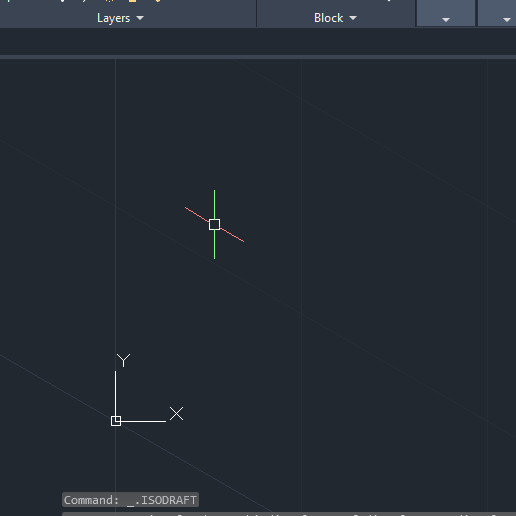 Layers
Block
Y
X
Command: _.ISODRAFT